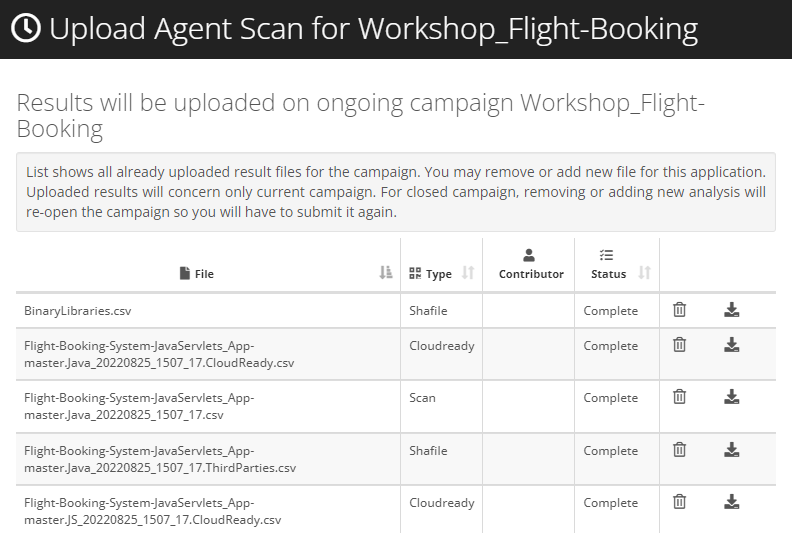 Upload Agent Scan for Workshop_Flight-Booking
Results will be uploaded on ongoing campaign Workshop_Flight-
Booking
List shows all already uploaded result files for the campaign. You may remove or add new file for this application.
Uploaded results will concern only current campaign. For closed campaign, removing or adding new analysis will
re-open the campaign so you will have to submit it again.
File Type Contributor Status
BinaryLibraries.csv Shafile Complete
Flight-Booking-System-JavaServlets_App- Cloudready Complete
master.Java_20220825_1507_17.CloudReady.csv
Flight-Booking-System-JavaServlets_App- Scan Complete
master.Java_20220825_1507_17.csv
Flight-Booking-System-JavaServlets_App- Shafile Complete
master.Java_20220825_1507_17.ThirdParties.csv
Flight-Booking-System-JavaServlets_App- Cloudready Complete
master.JS_20220825_1507_17.CloudReady.csv